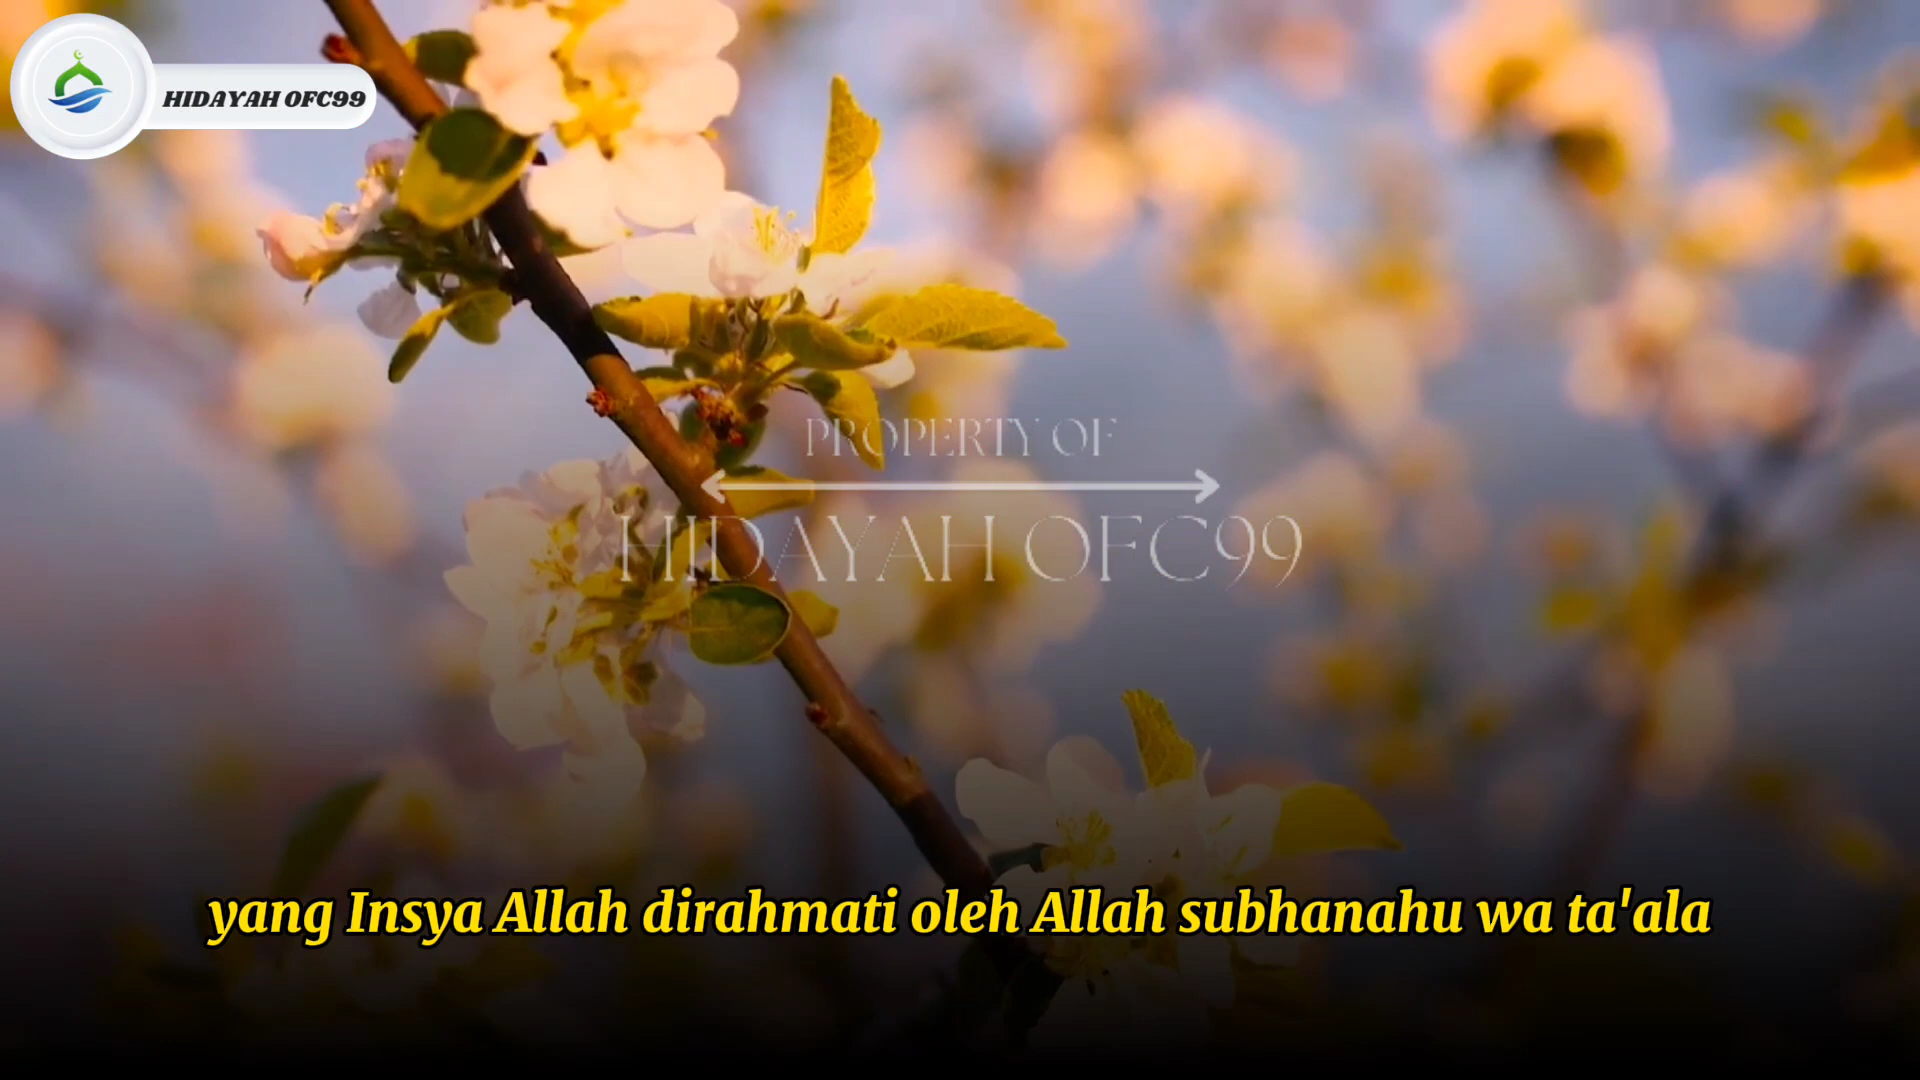 HIDAYAH OFC99
PROPERTY OF
HIDAYAH OFC99
yang Insya Allah dirahmati oleh Allah subhanahu wa ta'ala